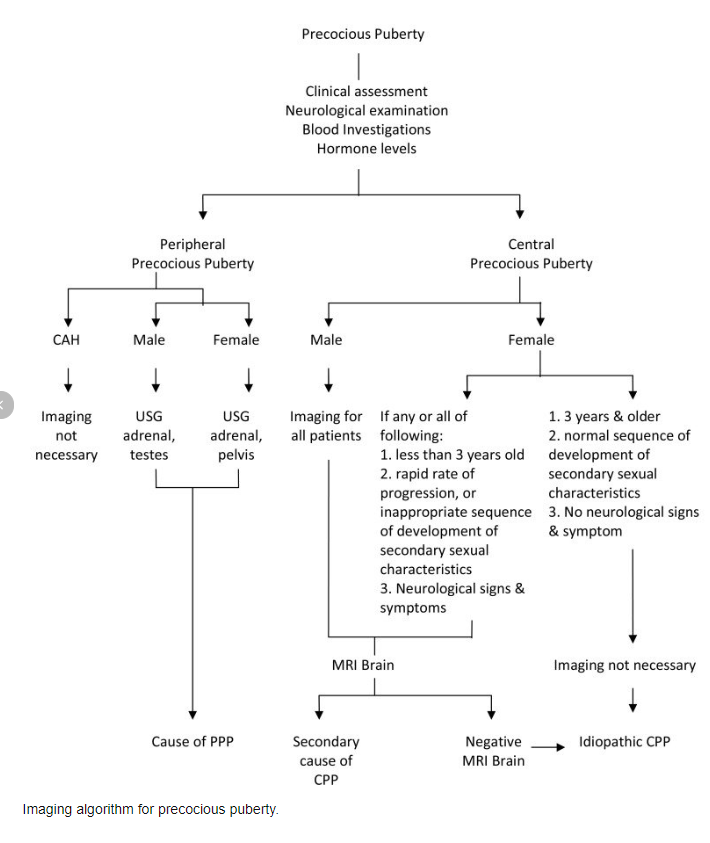 Precocious Puberty
Clinical assessment
Neurological examination
Blood Investigations
Hormone levels
Peripheral
Precocious Puberty
Central
Precocious Puberty
CAH
Male
Female
Male
Female
Imaging
not
necessary
USG
adrenal,
testes
USG
adrenal,
pelvis
Imaging for
all patients
If any or all of
following:
1. less than 3 years old
2. rapid rate of
progression, or
inappropriate sequence
of development of
secondary sexual
characteristics
3. Neurological signs &
symptoms
1. 3 years & older
2. normal sequence of
development of
secondary sexual
characteristics
3. No neurological signs
& symptom
MRI Brain
Imaging not necessary
Cause of PPP
Secondary
cause of
CPP
Negative
MRI Brain
Idiopathic CPP
Imaging algorithm for precocious puberty.